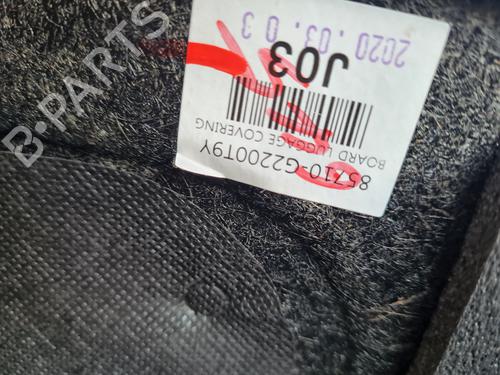 85710-G2200T9Y
BOARD LUGGAGE COVERING
J03
2020.03.03
B-PARTS